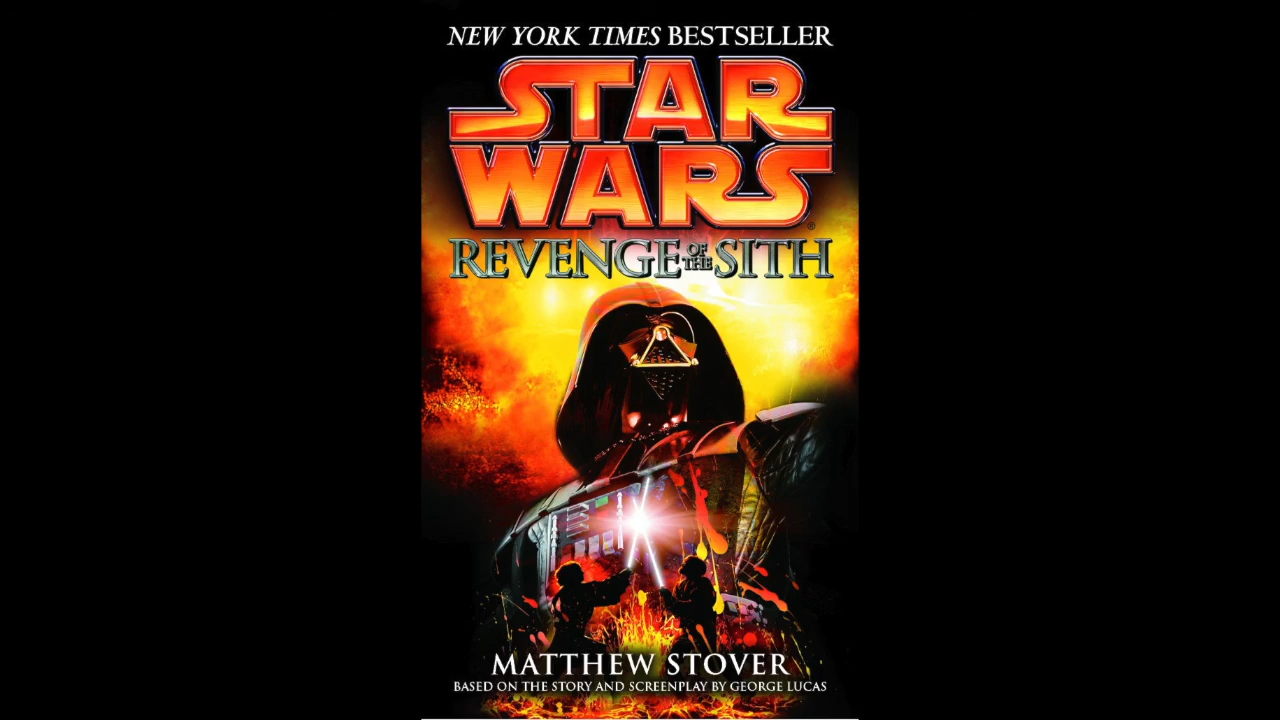 NEW YORK TIMES BESTSELLER
STAR
WARS®
REVENGE OF THE SITH
MATTHEW STOVER
BASED ON THE STORY AND SCREENPLAY BY GEORGE LUCAS